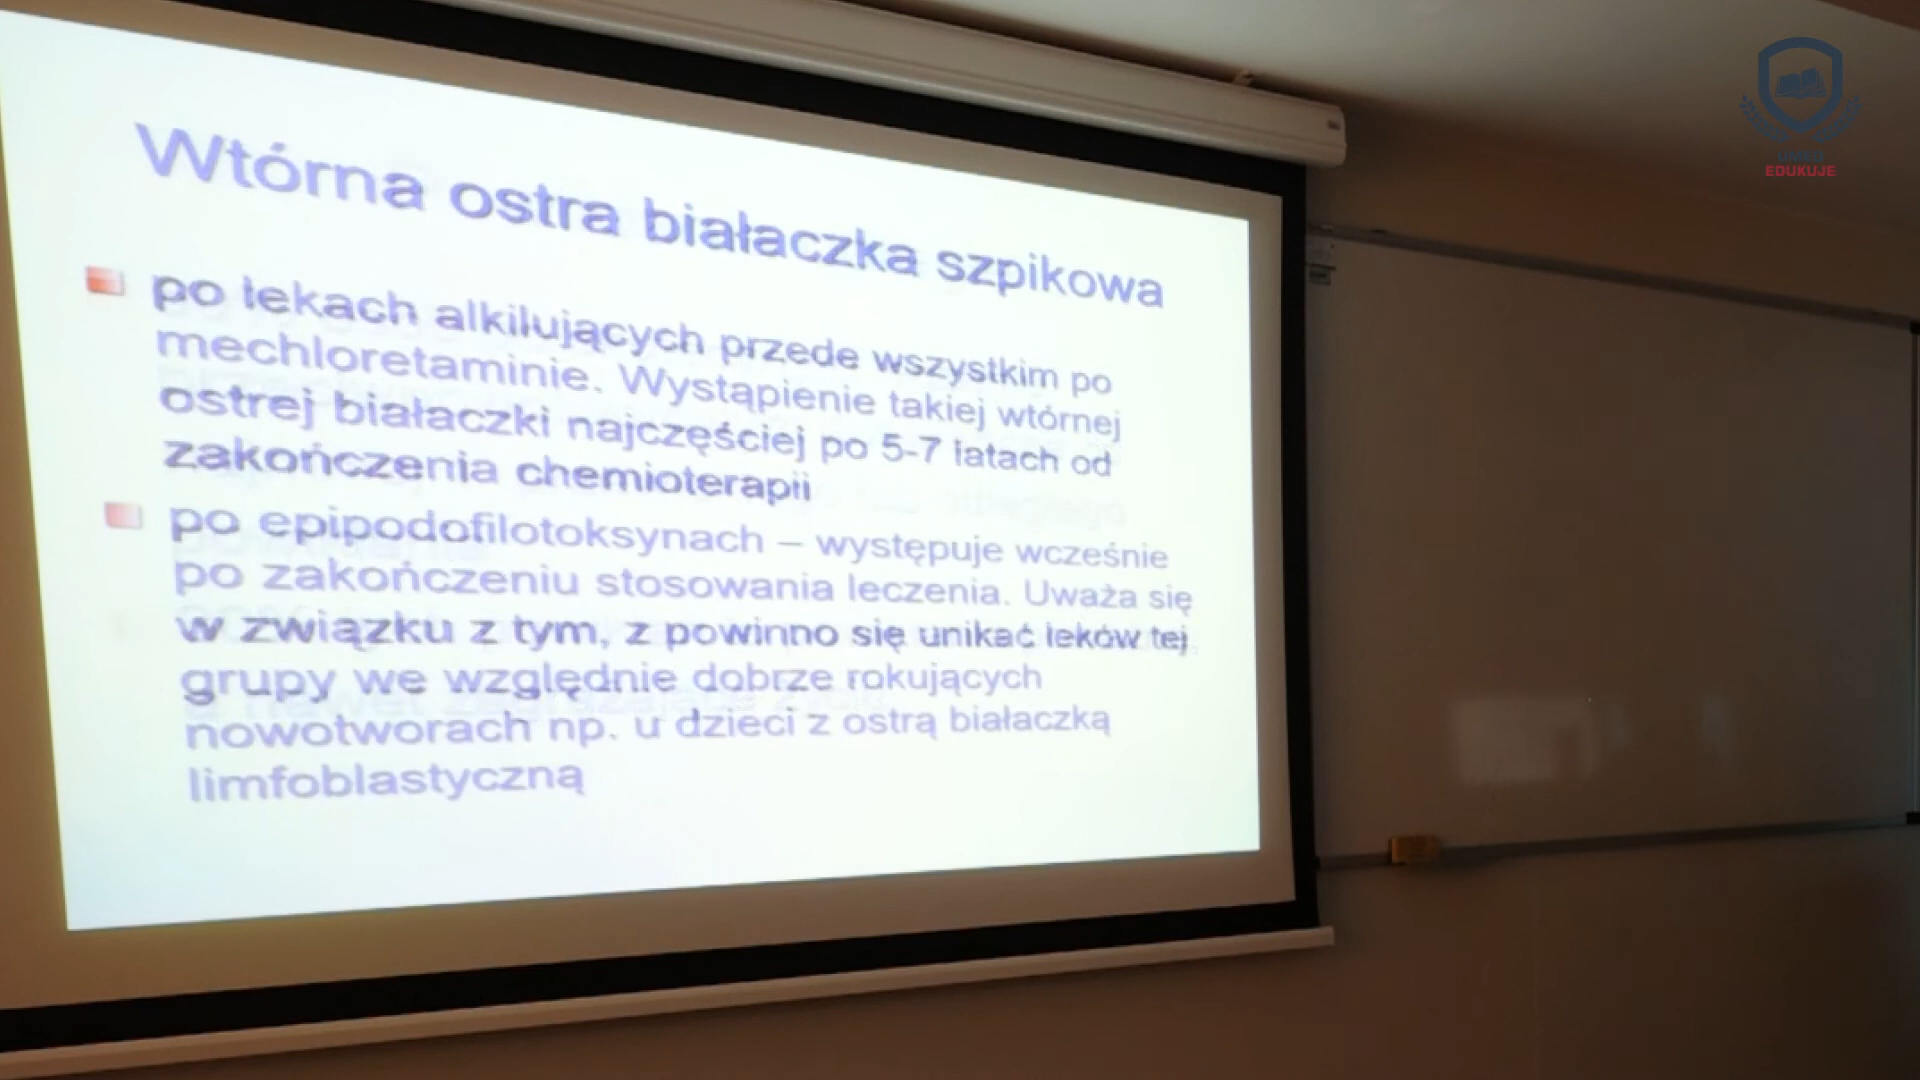 Wtórna ostra białaczka szpikowa
po lekach alkilujących przede wszystkim po
mechloretaminie. Wystąpienie takiej wtórnej
ostrej białaczki najczęściej po 5-7 latach od
zakończenia chemioterapii
po epipodofilotoksynach – występuje wcześnie
po zakończeniu stosowania leczenia. Uważa się
w związku z tym, z powinno się unikać leków tej
grupy we względnie dobrze rokujących
nowotworach np. u dzieci z ostrą białaczką
limfoblastyczną
UMED
EDUKUJE